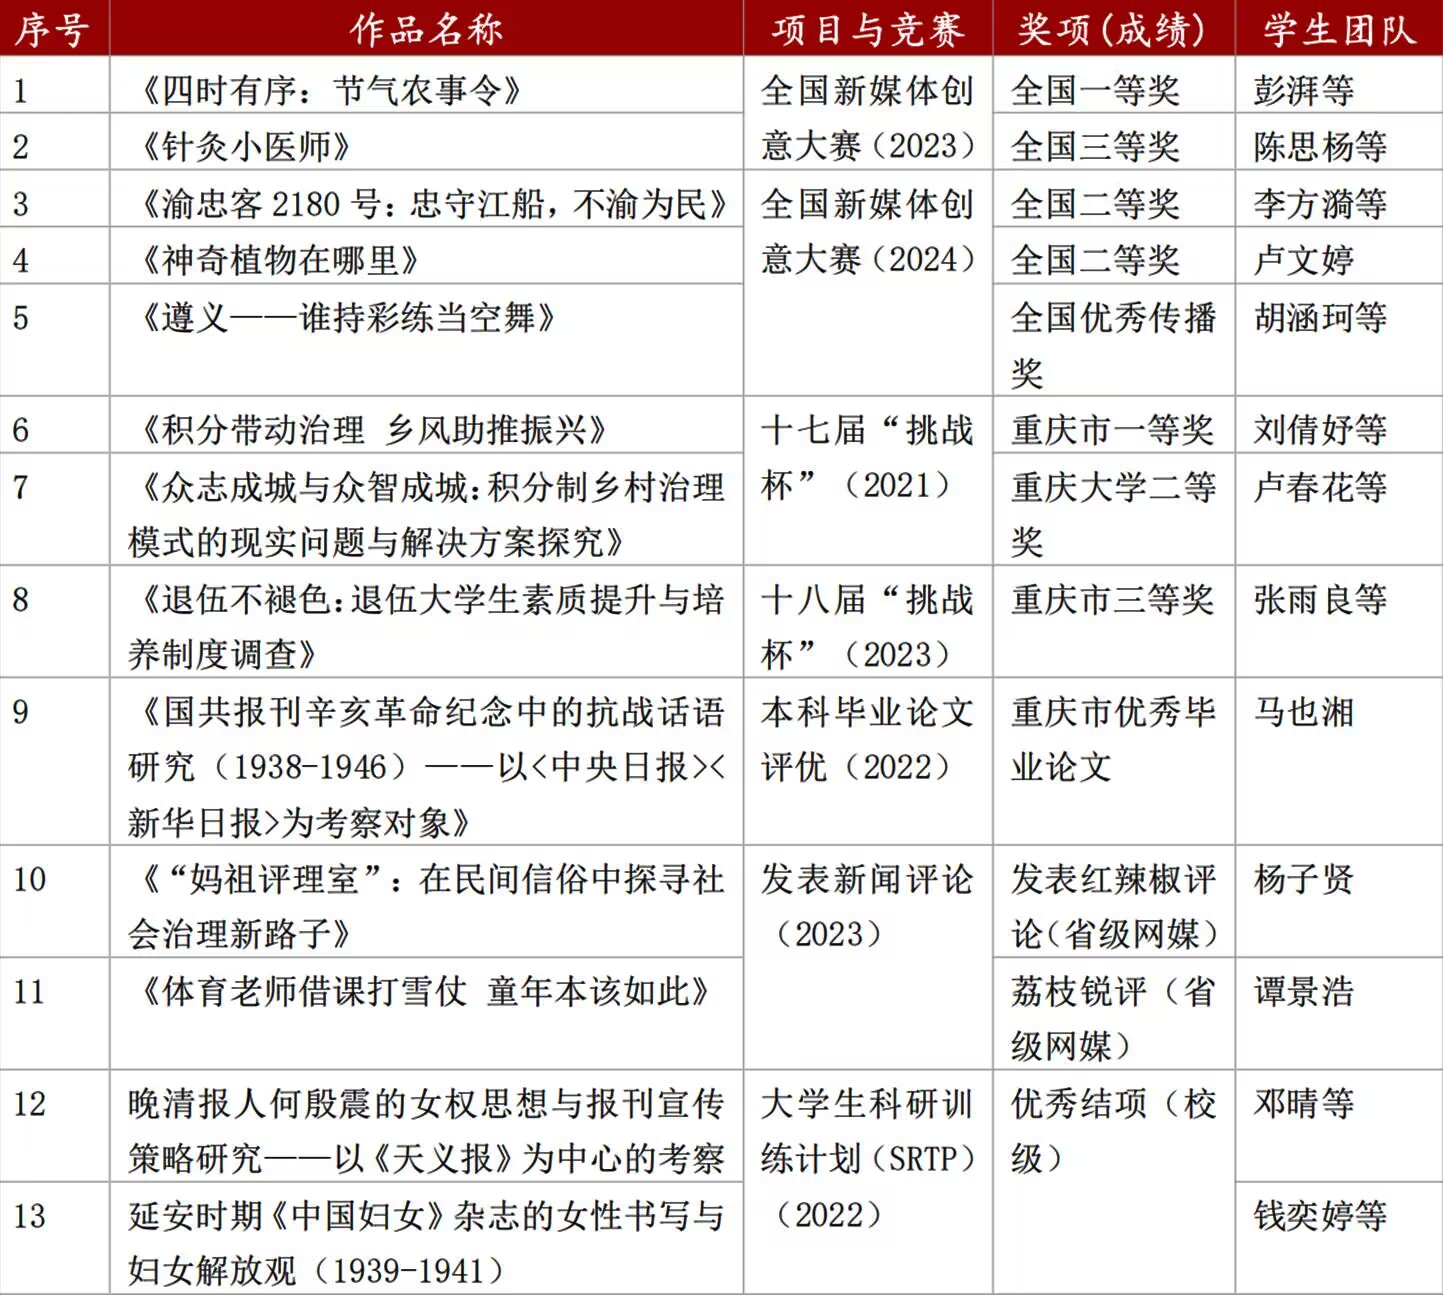 序号 作品名称 项目与竞赛 奖项(成绩) 学生团队
1 《四时有序：节气农事令》 全国新媒体创 全国一等奖 彭湃等
2 《针灸小医师》 意大赛（2023） 全国三等奖 陈思杨等
3 《渝忠客 2180 号：忠守江船，不渝为民》 全国新媒体创 全国二等奖 李方漪等
4 《神奇植物在哪里》 意大赛（2024） 全国二等奖 卢文婷
5 《遵义——谁持彩练当空舞》 全国优秀传播 胡涵珂等
奖
6 《积分带动治理 乡风助推振兴》 十七届“挑战 重庆市一等奖 刘倩妤等
7 《众志成城与众智成城：积分制乡村治理 杯”（2021） 重庆大学二等 卢春花等
模式的现实问题与解决方案探究》 奖
8 《退伍不褪色：退伍大学生素质提升与培 十八届“挑战 重庆市三等奖 张雨良等
养制度调查》 杯”（2023）
9 《国共报刊辛亥革命纪念中的抗战话语 本科毕业论文 重庆市优秀毕 马也湘
研究（1938-1946）——以<中央日报>< 评优（2022） 业论文
新华日报>为考察对象》
10 《“妈祖评理室”：在民间信俗中探寻社 发表新闻评论 发表红辣椒评 杨子贤
会治理新路子》 （2023） 论（省级网媒）
11 《体育老师借课打雪仗 童年本该如此》 荔枝锐评（省 谭景浩
级网媒）
12 晚清报人何殷震的女权思想与报刊宣传 大学生科研训 优秀结项（校 邓晴等
策略研究——以《天义报》为中心的考察 练计划（SRTP） 级）
13 延安时期《中国妇女》杂志的女性书写与 （2022） 钱奕婷等
妇女解放观（1939-1941）